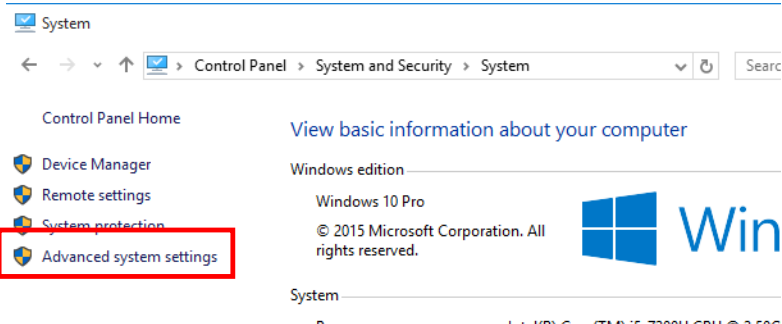 System
Control Panel > System and Security > System
Searc
Control Panel Home
View basic information about your computer
Device Manager
Windows edition
Remote settings
Windows 10 Pro
System protection
© 2015 Microsoft Corporation. All
rights reserved.
Win
Advanced system settings
System